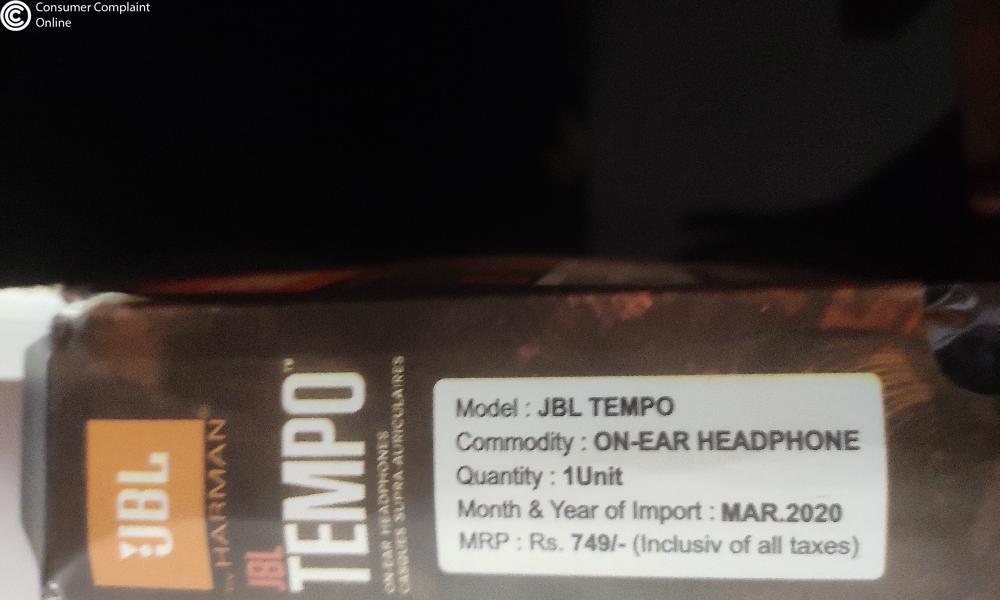 Consumer Complaint
Online
JBL
by HARMAN
JBL
TEMPO™
ON-EAR HEADPHONES
CASQUES SUPRA-AURICULAIRES
Model : JBL TEMPO
Commodity : ON-EAR HEADPHONE
Quantity : 1Unit
Month & Year of Import : MAR.2020
MRP : Rs. 749/- (Inclusiv of all taxes)